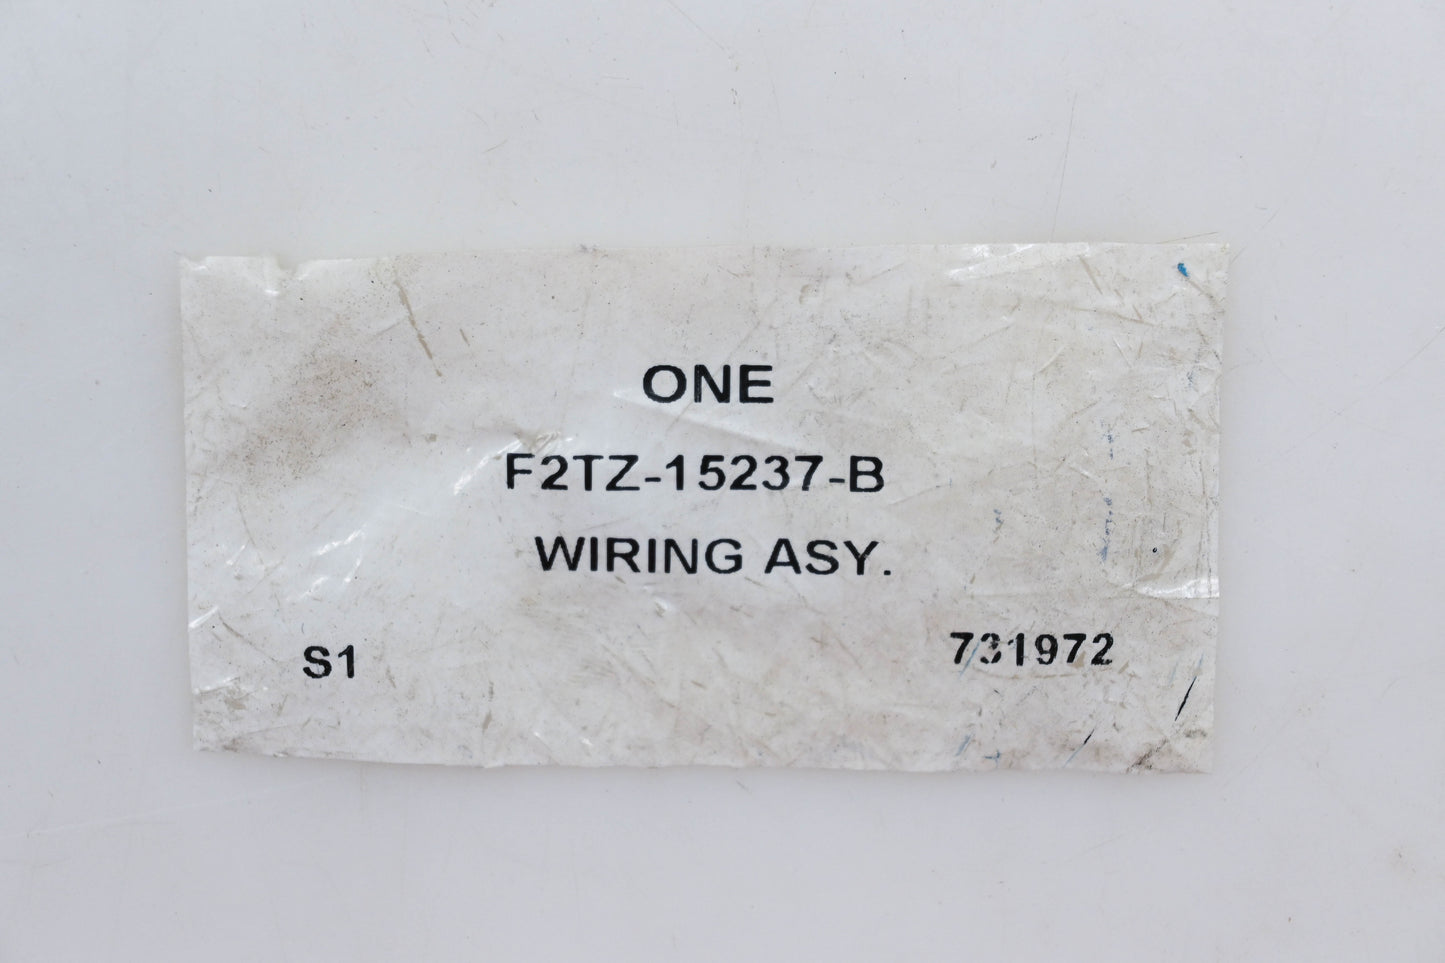 ONE
F2TZ-15237-B
WIRING ASY.
S1 731972